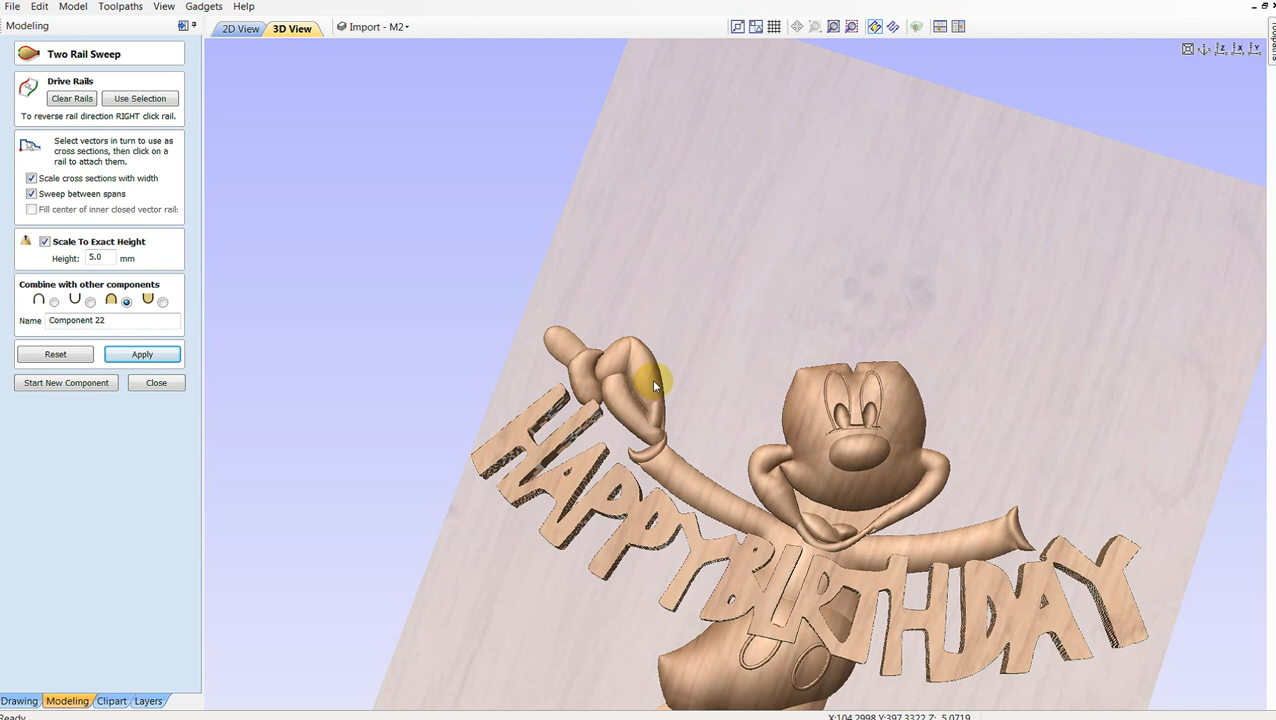 File Edit Model Toolpaths View Gadgets Help
Modeling
2D View 3D View Import - M2
Two Rail Sweep
Drive Rails
Clear Rails Use Selection
To reverse rail direction RIGHT click rail.
Select vectors in turn to use as
cross sections, then click on a
rail to attach them.
Scale cross sections with width
Sweep between spans
Fill center of inner closed vector rail:
Scale To Exact Height
Height: 5.0 mm
Combine with other components
Name Component 22
Reset Apply
Start New Component Close
HAPPY BIRTHDAY
Drawing Modeling Clipart Layers
Ready
X:104.2998 Y:397.3322 Z: 5.0719